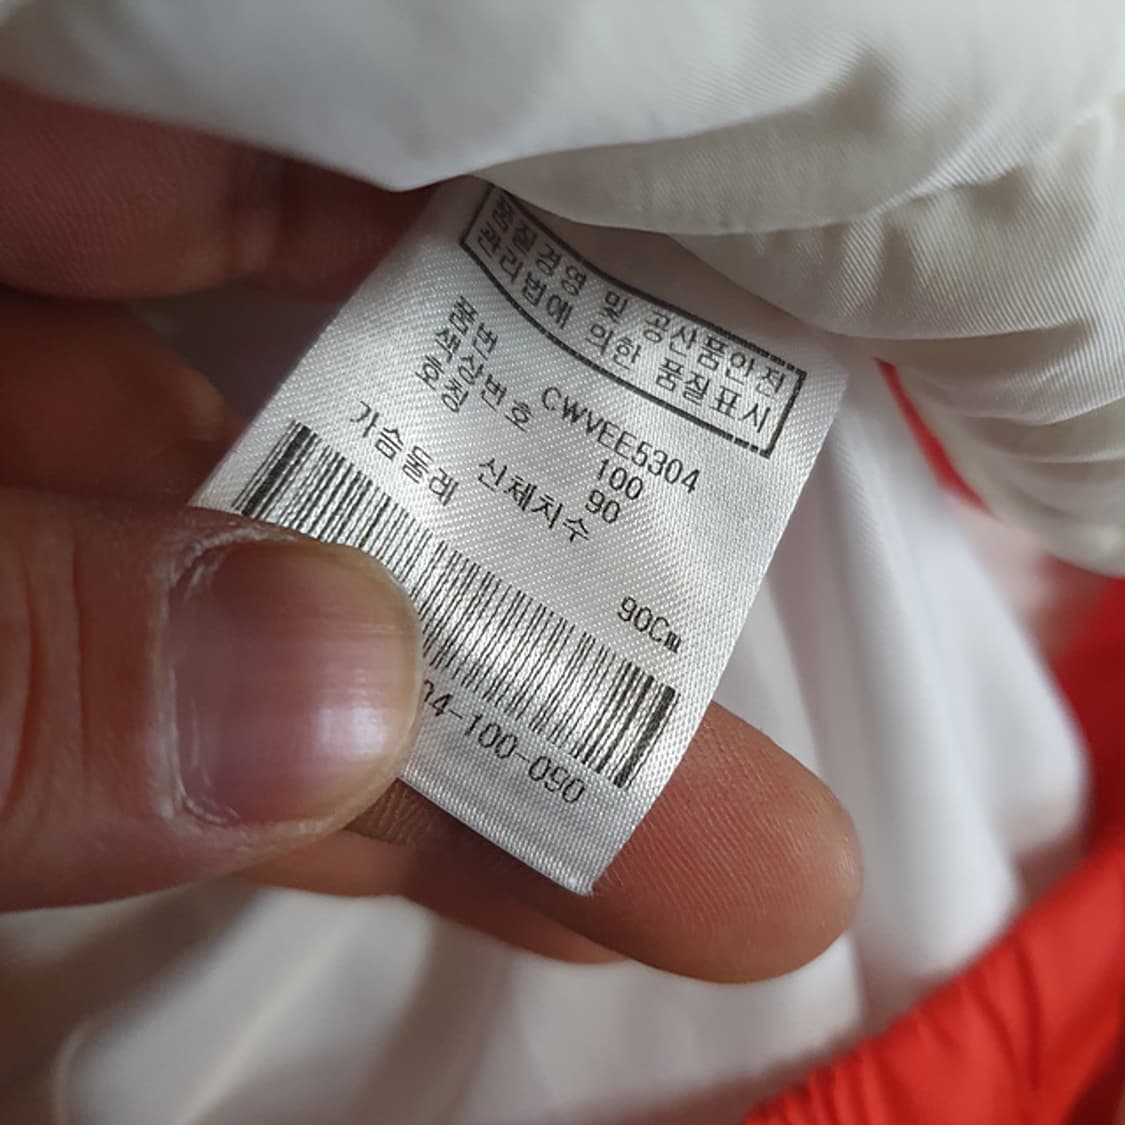 품질경영 및 공산품안전
관리법에 의한 품질표시
품번 CWVEE5304
색상번호 100
호칭 90
신체치수
가슴둘레 90Cm
04-100-090